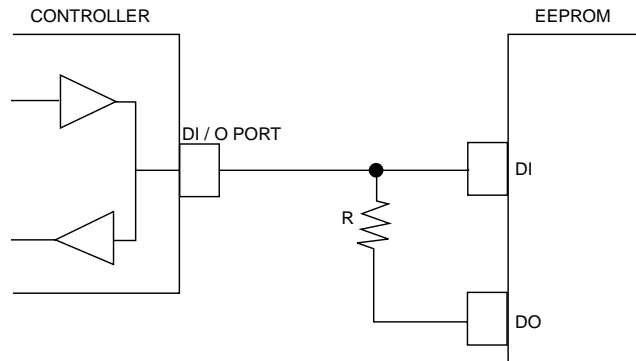 CONTROLLER
EEPROM
DI / O PORT
DI
R
DO